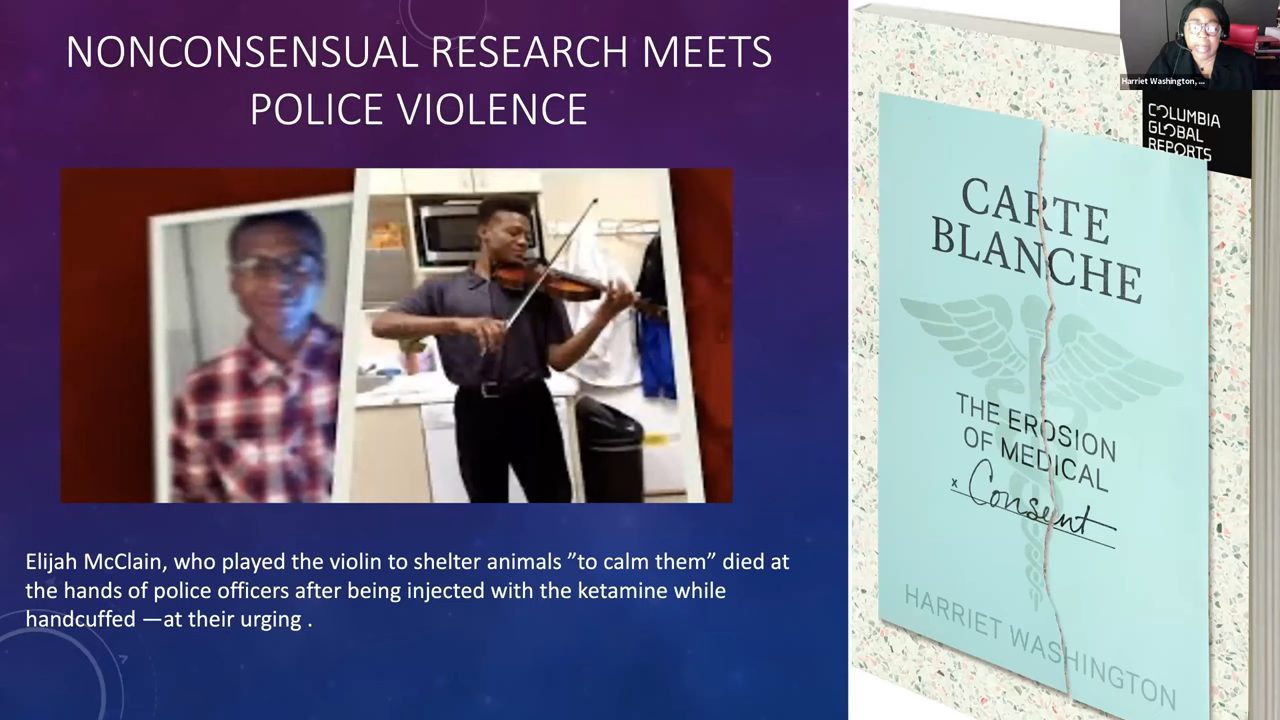 NONCONSENSUAL RESEARCH MEETS
POLICE VIOLENCE
Elijah McClain, who played the violin to shelter animals ”to calm them” died at
the hands of police officers after being injected with the ketamine while
handcuffed —at their urging .
Harriet Washington, ...
COLUMBIA
GLOBAL
REPORTS
CARTE
BLANCHE
THE EROSION
OF MEDICAL
x Consent
HARRIET WASHINGTON